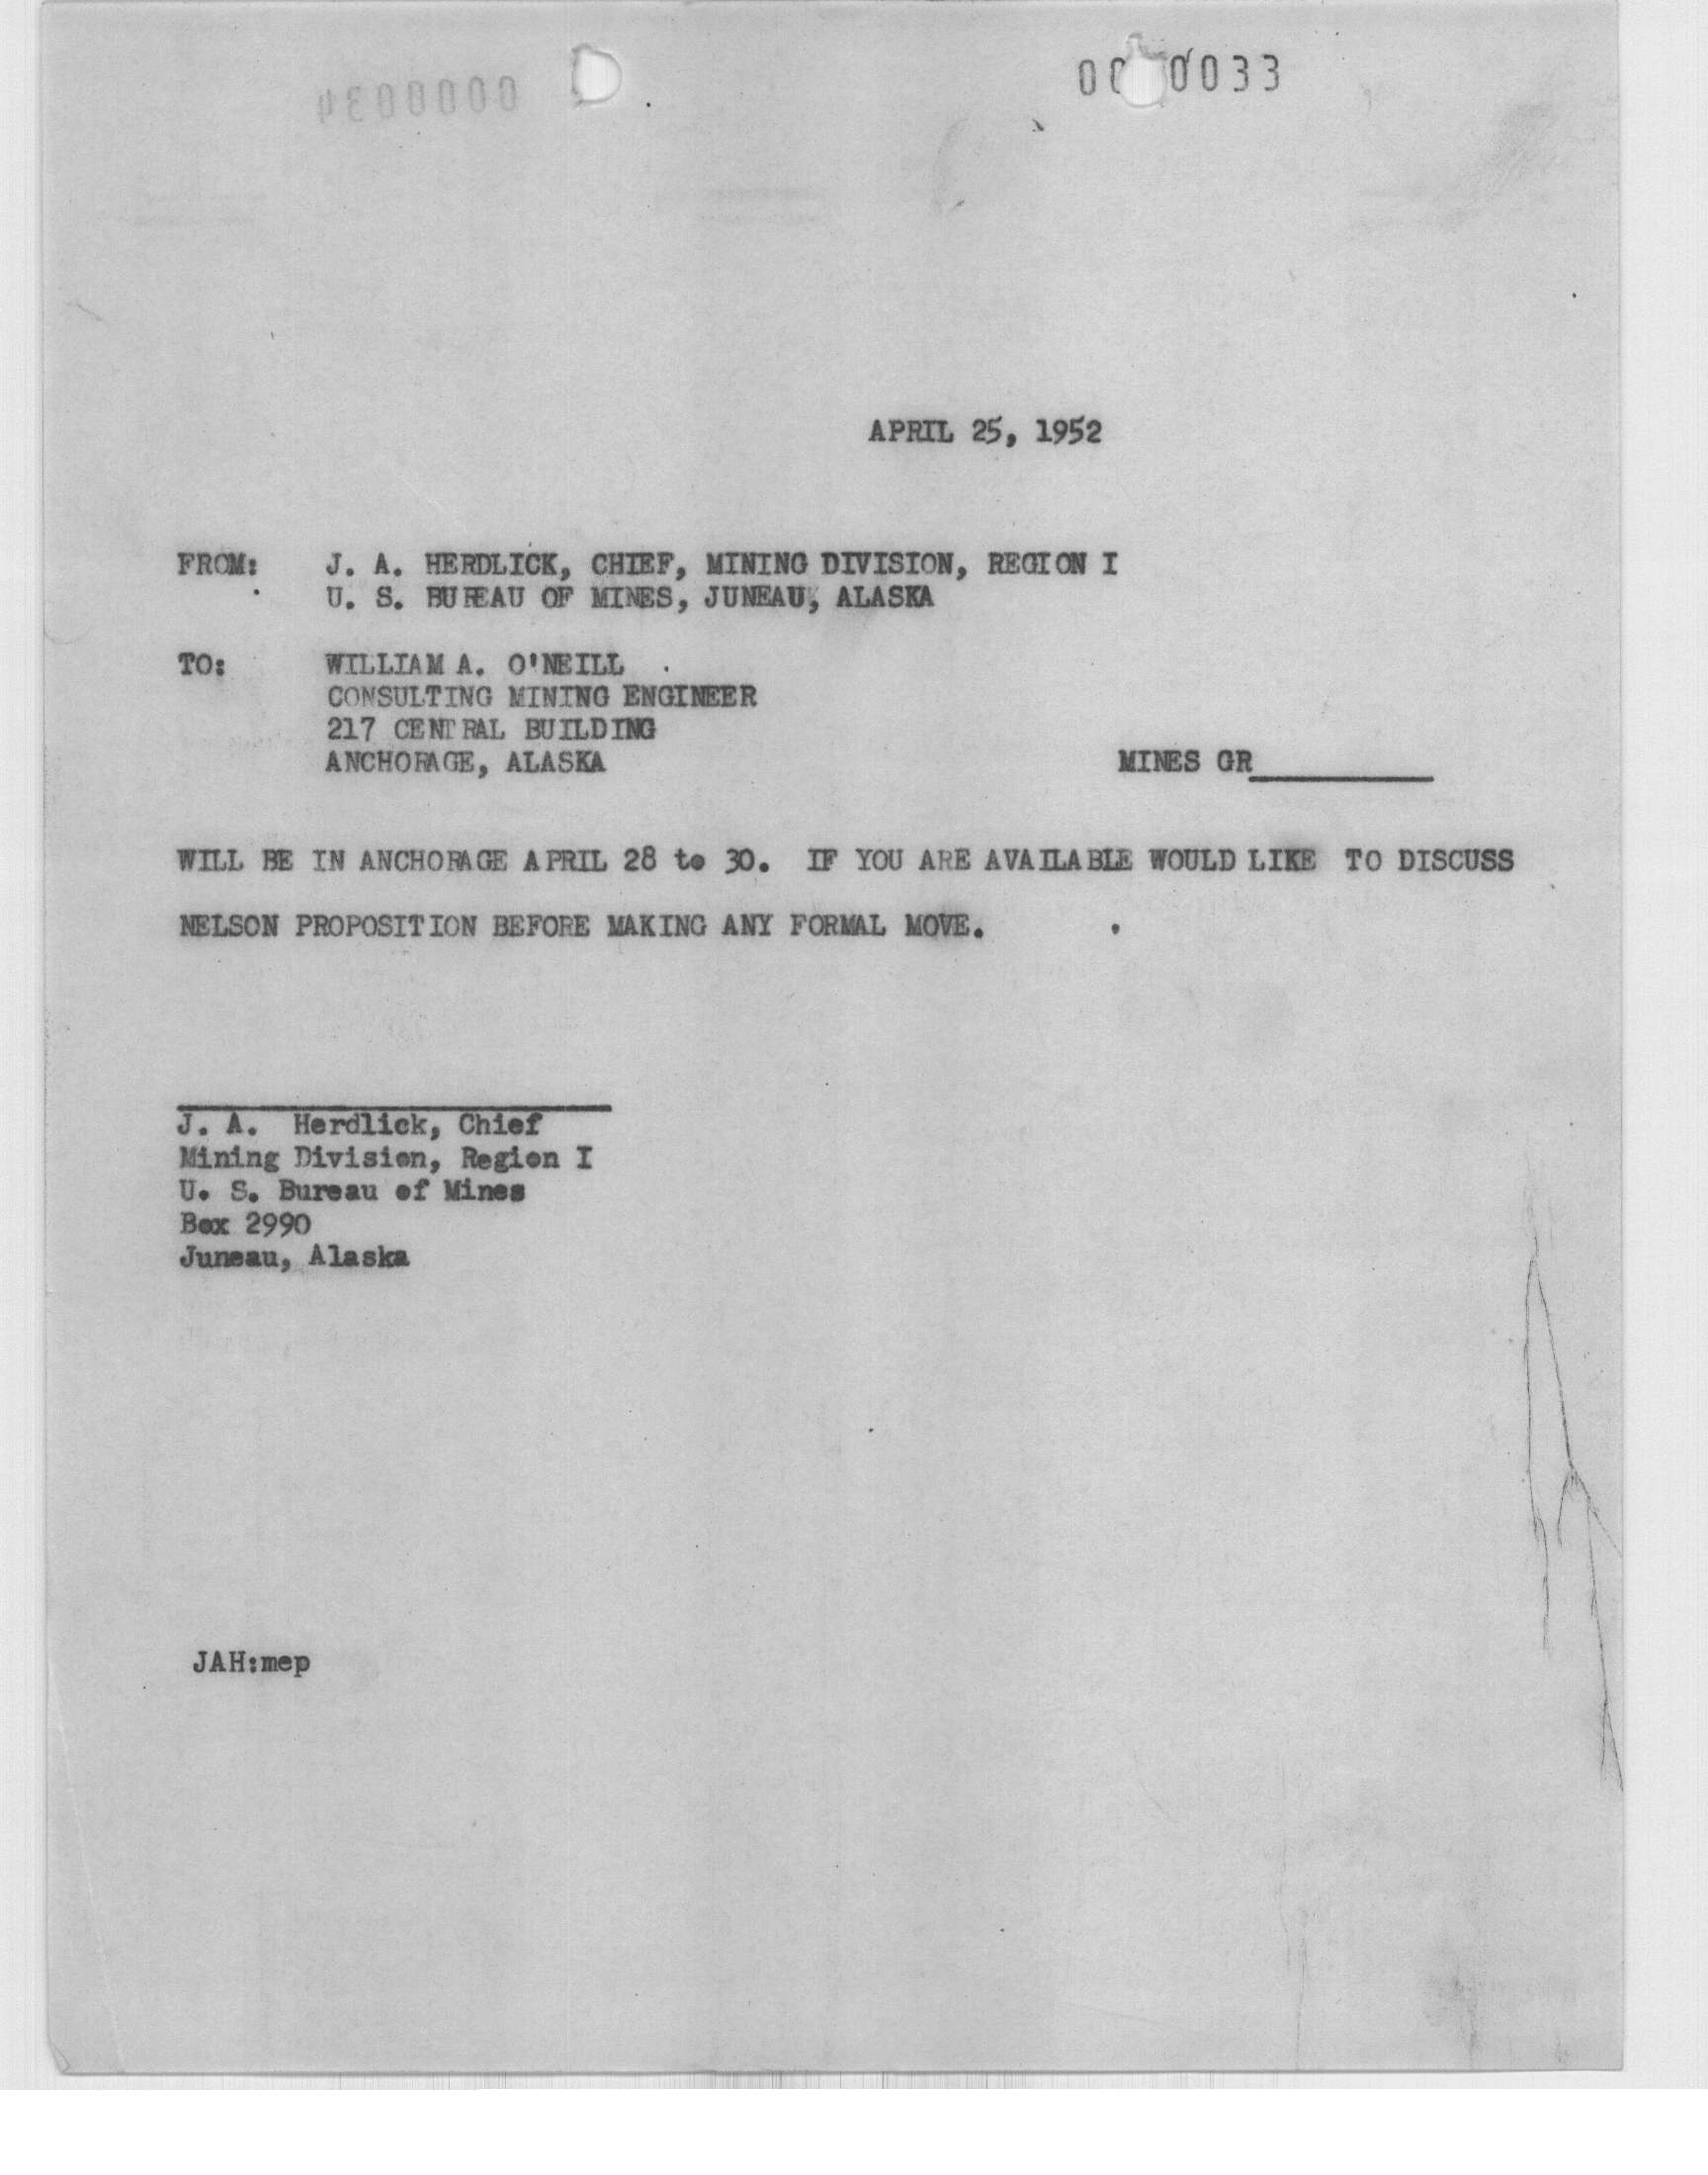 0000034
00 0033
APRIL 25, 1952
FROM: J. A. HERDLICK, CHIEF, MINING DIVISION, REGION I
U. S. BUREAU OF MINES, JUNEAU, ALASKA
TO: WILLIAM A. O'NEILL
CONSULTING MINING ENGINEER
217 CENTRAL BUILDING
ANCHORAGE, ALASKA MINES GR
WILL BE IN ANCHORAGE APRIL 28 to 30. IF YOU ARE AVAILABLE WOULD LIKE TO DISCUSS
NELSON PROPOSITION BEFORE MAKING ANY FORMAL MOVE.
J. A. Herdlick, Chief
Mining Division, Region I
U. S. Bureau of Mines
Box 2990
Juneau, Alaska
JAH:mep